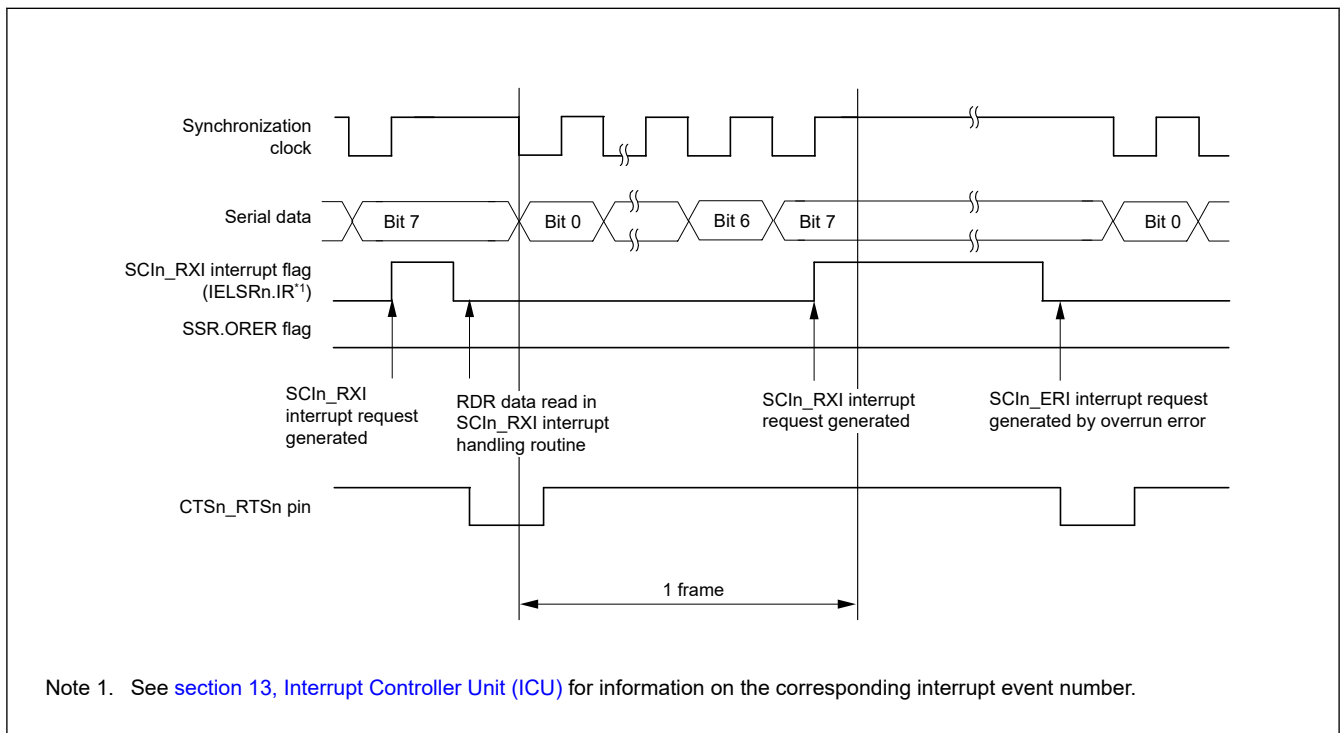 Synchronization
clock
Serial data
Bit 7
Bit 0
Bit 6
Bit 7
Bit 0
SCIn_RXI interrupt flag
(IELSRn.IR*1)
SSR.ORER flag
SCIn_RXI
interrupt request
generated
RDR data read in
SCIn_RXI interrupt
handling routine
SCIn_RXI interrupt
request generated
SCIn_ERI interrupt request
generated by overrun error
CTSn_RTSn pin
1 frame
Note 1. See section 13, Interrupt Controller Unit (ICU) for information on the corresponding interrupt event number.